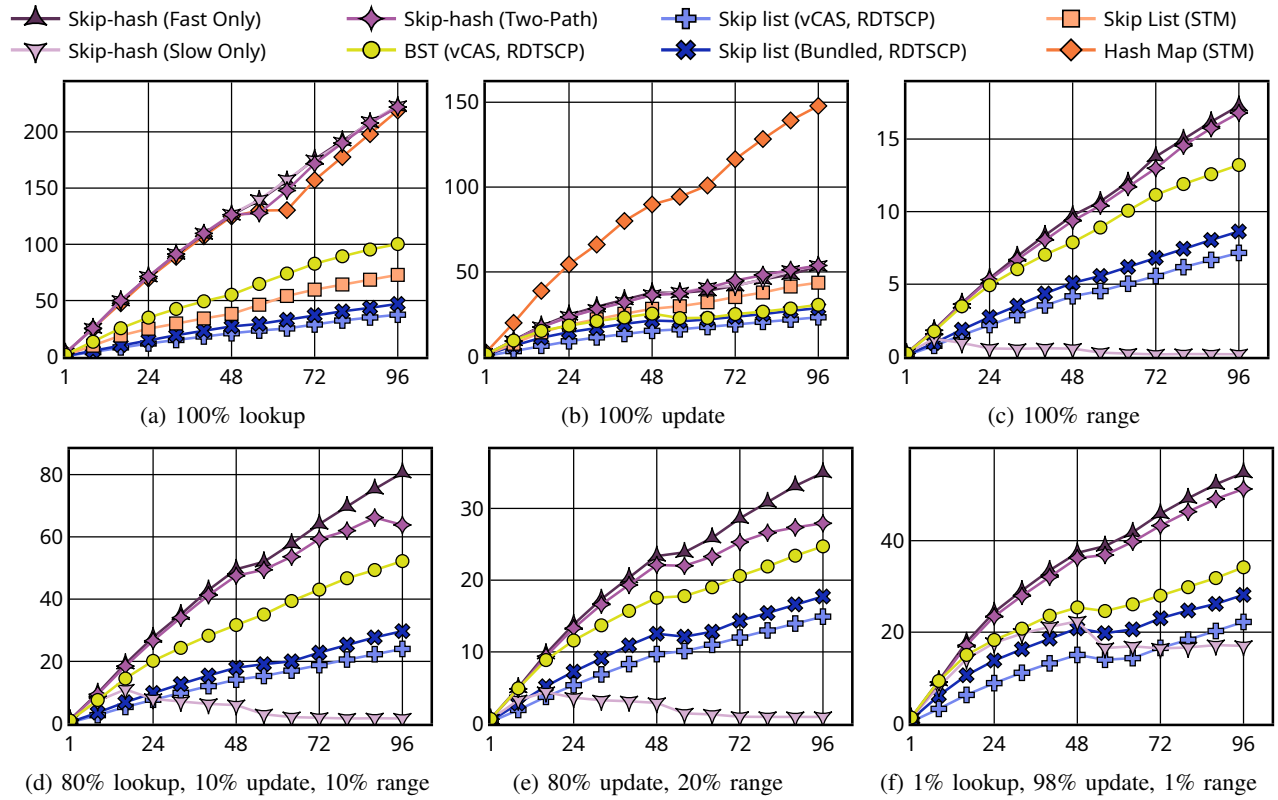 Skip-hash (Fast Only) Skip-hash (Two-Path) Skip list (vCAS, RDTSCP) Skip List (STM)
Skip-hash (Slow Only) BST (vCAS, RDTSCP) Skip list (Bundled, RDTSCP) Hash Map (STM)
200
150
100
50
0
1 24 48 72 96
(a) 100% lookup
150
100
50
0
1 24 48 72 96
(b) 100% update
15
10
5
0
1 24 48 72 96
(c) 100% range
80
60
40
20
0
1 24 48 72 96
(d) 80% lookup, 10% update, 10% range
30
20
10
0
1 24 48 72 96
(e) 80% update, 20% range
40
20
0
1 24 48 72 96
(f) 1% lookup, 98% update, 1% range